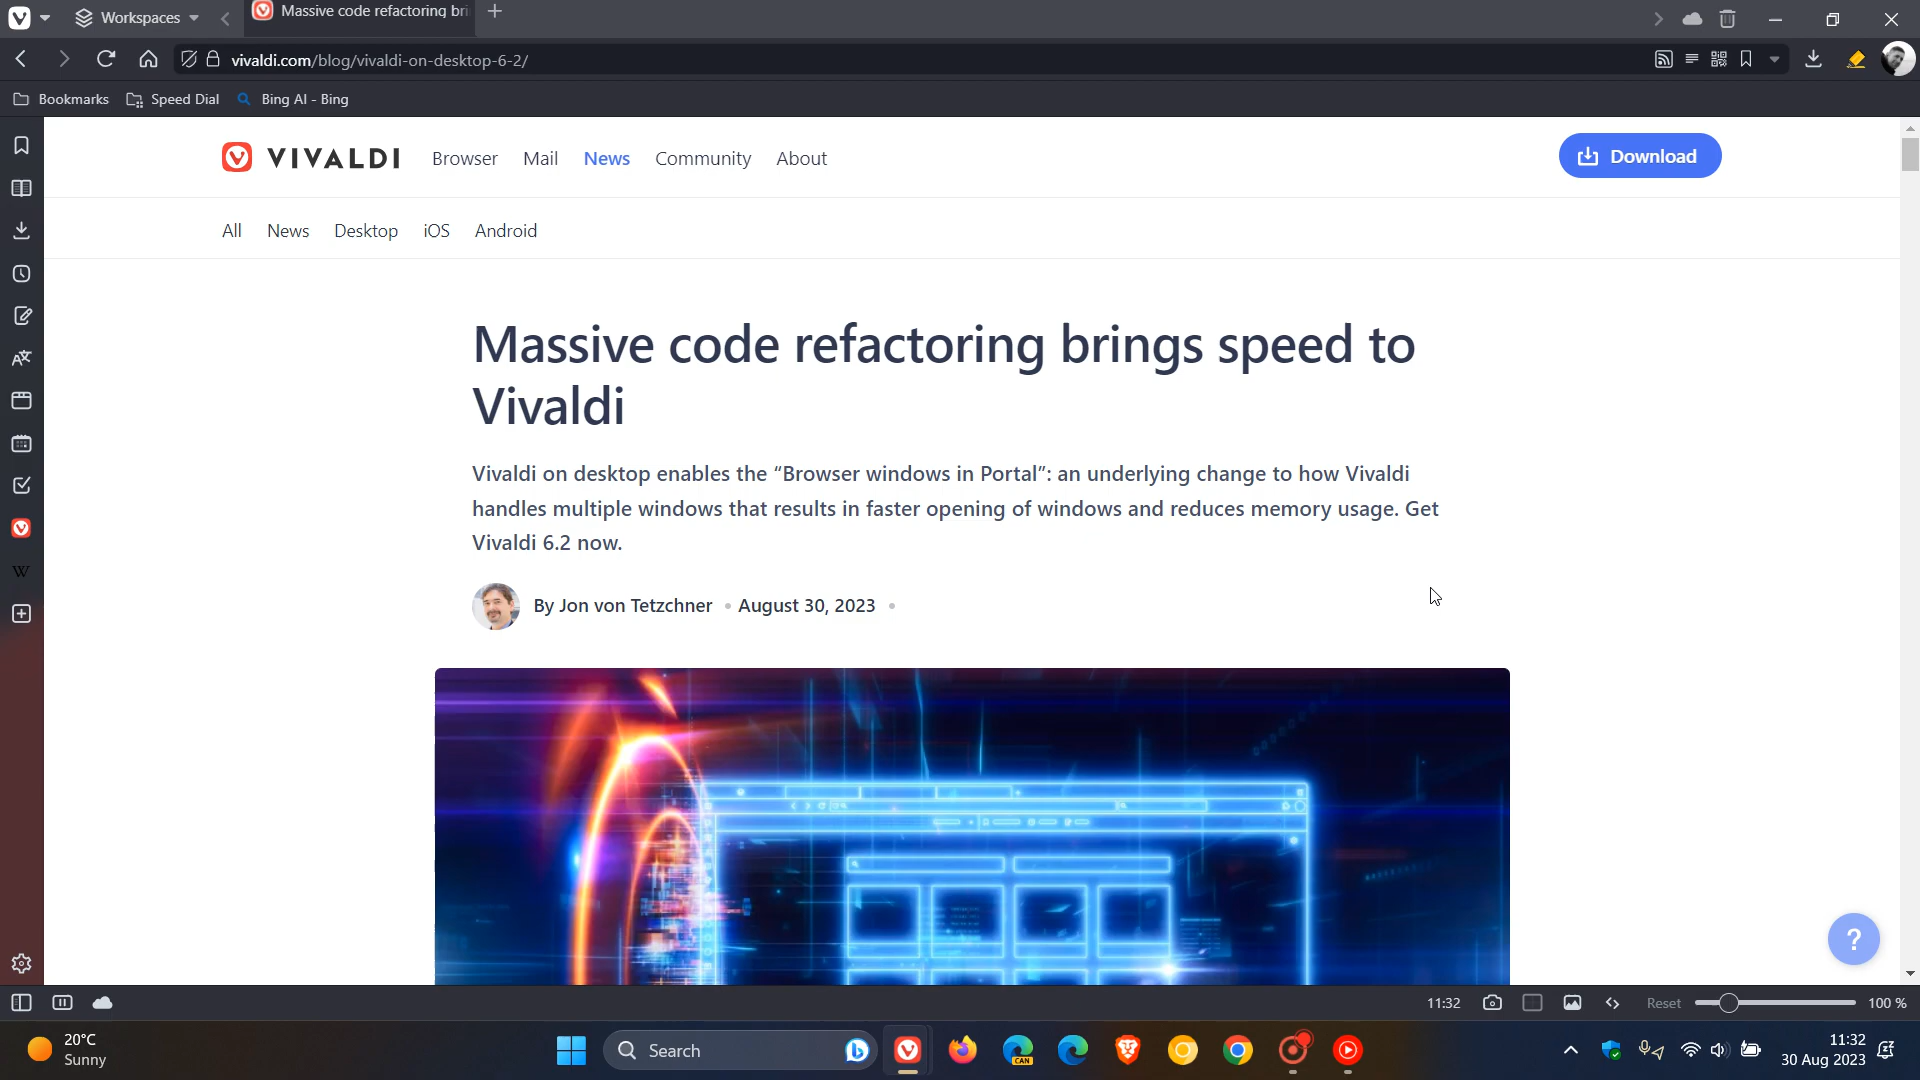 Workspaces
Massive code refactoring bri
vivaldi.com/blog/vivaldi-on-desktop-6-2/
Bookmarks
Speed Dial
Bing AI - Bing
VIVALDI
Browser
Mail
News
Community
About
Download
All
News
Desktop
iOS
Android
Massive code refactoring brings speed to
Vivaldi
Vivaldi on desktop enables the “Browser windows in Portal”: an underlying change to how Vivaldi
handles multiple windows that results in faster opening of windows and reduces memory usage. Get
Vivaldi 6.2 now.
By Jon von Tetzchner • August 30, 2023 •
W
?
11:32
Reset
100 %
20°C
Sunny
Search
CAN
11:32
30 Aug 2023